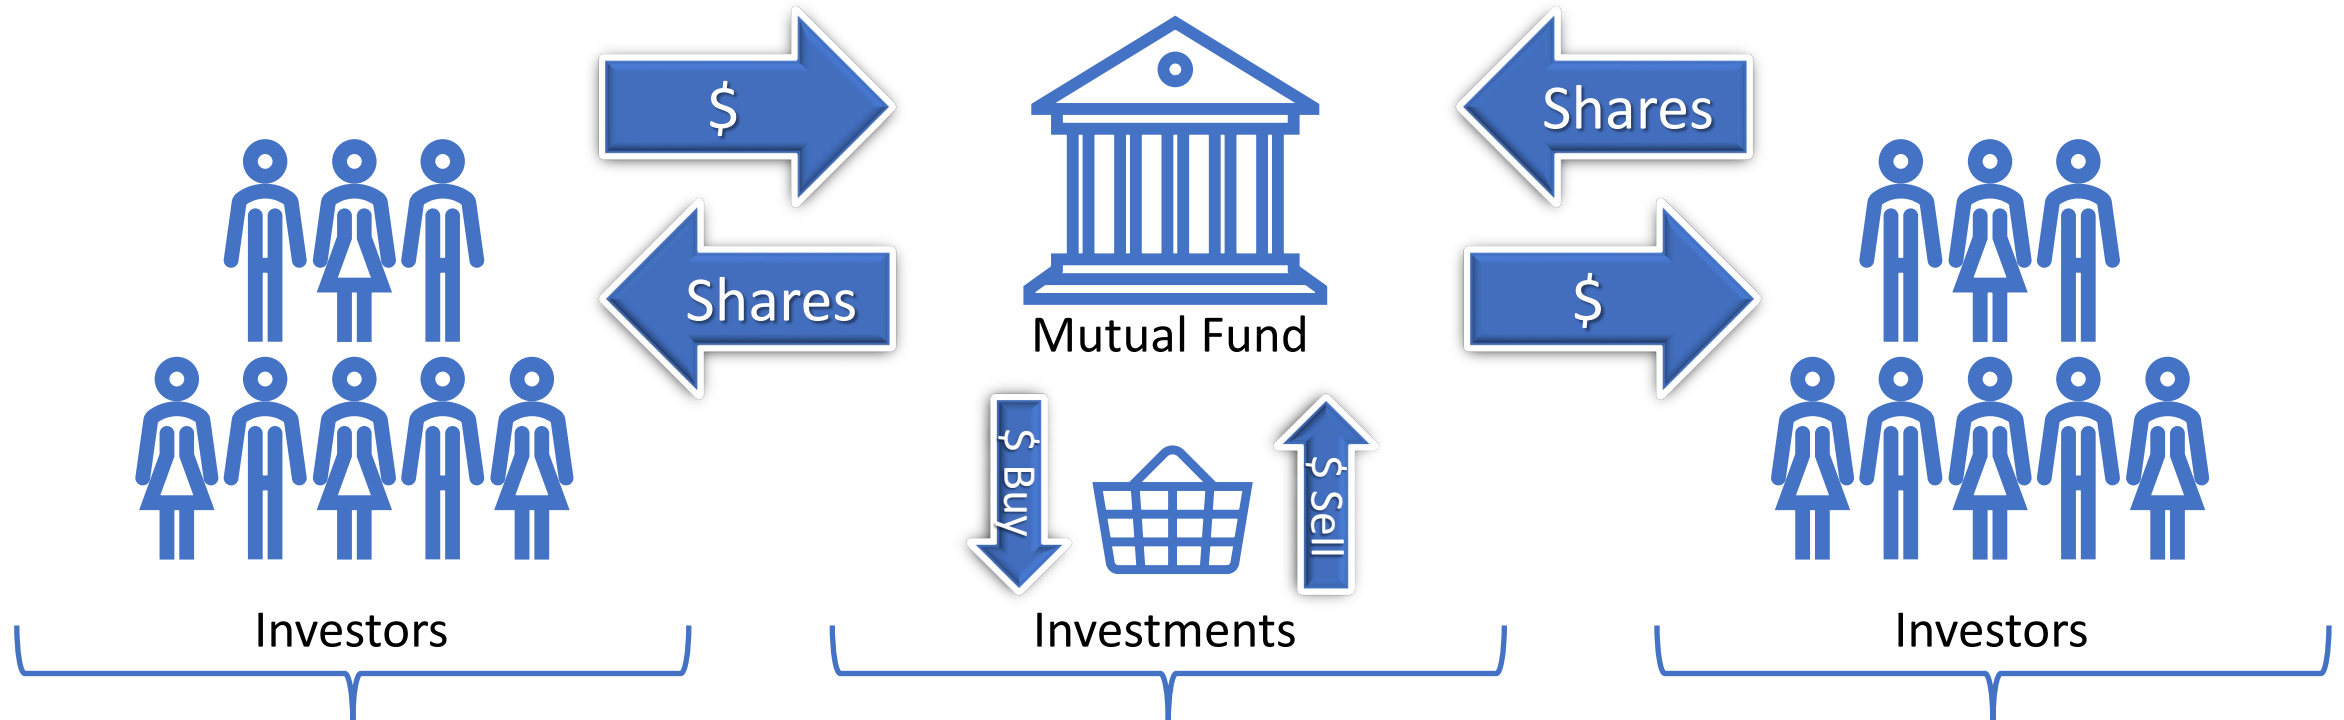 $
Shares
Shares
$
Mutual Fund
$ Buy
$ Sell
Investors
Investments
Investors